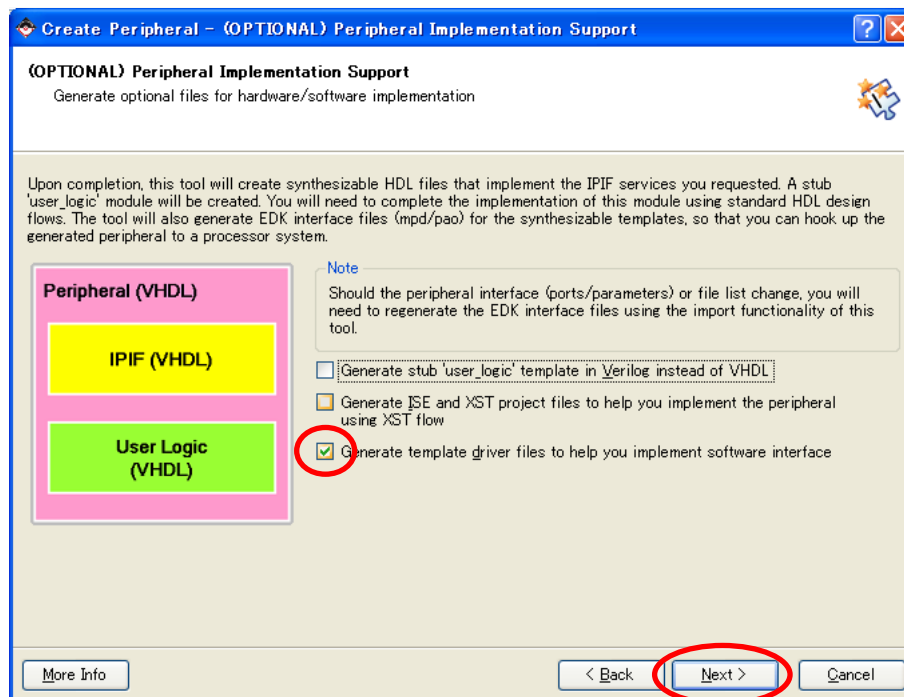 Create Peripheral - (OPTIONAL) Peripheral Implementation Support
(OPTIONAL) Peripheral Implementation Support
Generate optional files for hardware/software implementation
Upon completion, this tool will create synthesizable HDL files that implement the IPIF services you requested. A stub
'user_logic' module will be created. You will need to complete the implementation of this module using standard HDL design
flows. The tool will also generate EDK interface files (mpd/pao) for the synthesizable templates, so that you can hook up the
generated peripheral to a processor system.
Peripheral (VHDL)
IPIF (VHDL)
User Logic
(VHDL)
Note
Should the peripheral interface (ports/parameters) or file list change, you will
need to regenerate the EDK interface files using the import functionality of this
tool.
Generate stub 'user_logic' template in Verilog instead of VHDL
Generate ISE and XST project files to help you implement the peripheral
using XST flow
Generate template driver files to help you implement software interface
More Info
< Back
Next >
Cancel